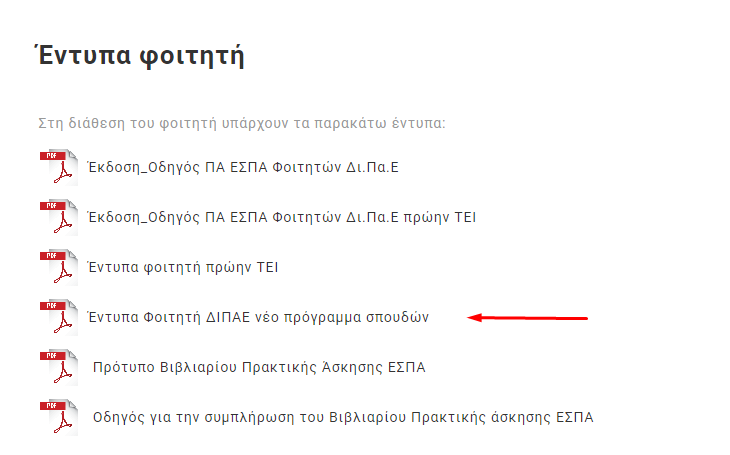 Έντυπα φοιτητή
Στη διάθεση του φοιτητή υπάρχουν τα παρακάτω έντυπα:
PDF Έκδοση_Οδηγός ΠΑ ΕΣΠΑ Φοιτητών Δι.Πα.Ε
PDF Έκδοση_Οδηγός ΠΑ ΕΣΠΑ Φοιτητών Δι.Πα.Ε πρώην ΤΕΙ
PDF Έντυπα φοιτητή πρώην ΤΕΙ
PDF Έντυπα Φοιτητή ΔΙΠΑΕ νέο πρόγραμμα σπουδών
PDF Πρότυπο Βιβλιαρίου Πρακτικής Άσκησης ΕΣΠΑ
PDF Οδηγός για την συμπλήρωση του Βιβλιαρίου Πρακτικής άσκησης ΕΣΠΑ